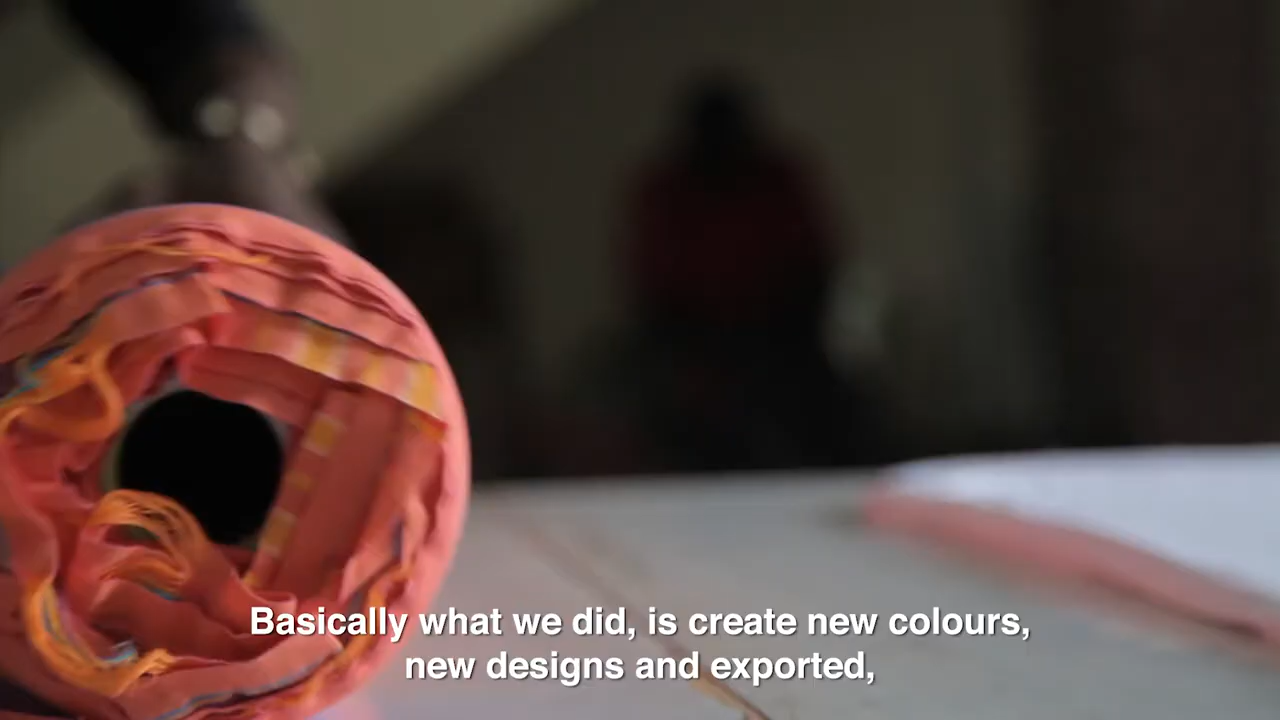 Basically what we did, is create new colours,
new designs and exported,